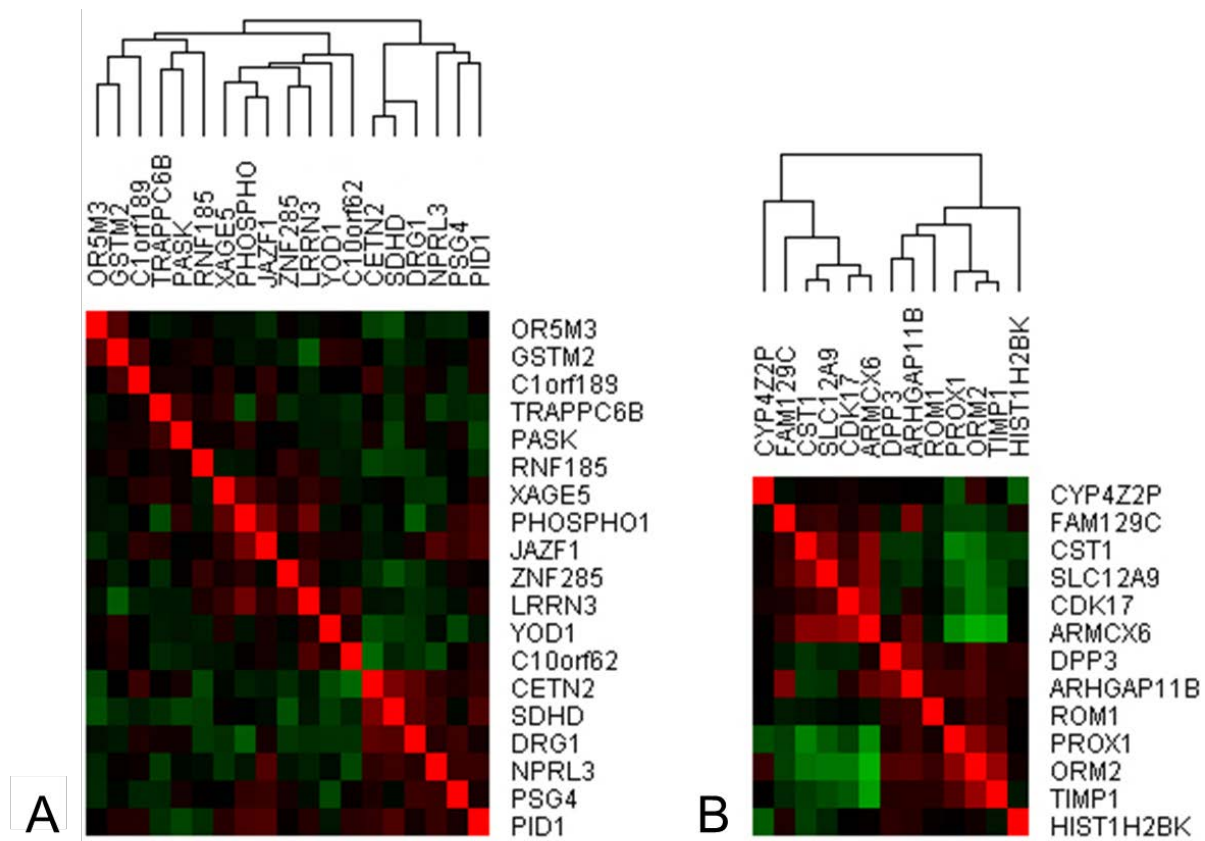 OR5M3
GSTM2
C1orf189
TRAPPC6B
PASK
RNF185
XAGE5
PHOSPHO
JAZF1
ZNF285
LRRN3
YOD1
C10orf62
CETN2
SDHD
DRG1
NPRL3
PSG4
PID1
OR5M3
GSTM2
C1orf189
TRAPPC6B
PASK
RNF185
XAGE5
PHOSPHO1
JAZF1
ZNF285
LRRN3
YOD1
C10orf62
CETN2
SDHD
DRG1
NPRL3
PSG4
PID1
A
CYP4Z2P
FAM129C
CST1
SLC12A9
CDK17
ARMCX6
DPP3
ARHGAP11B
ROM1
PROX1
ORM2
TIMP1
HIST1H2BK
CYP4Z2P
FAM129C
CST1
SLC12A9
CDK17
ARMCX6
DPP3
ARHGAP11B
ROM1
PROX1
ORM2
TIMP1
HIST1H2BK
B